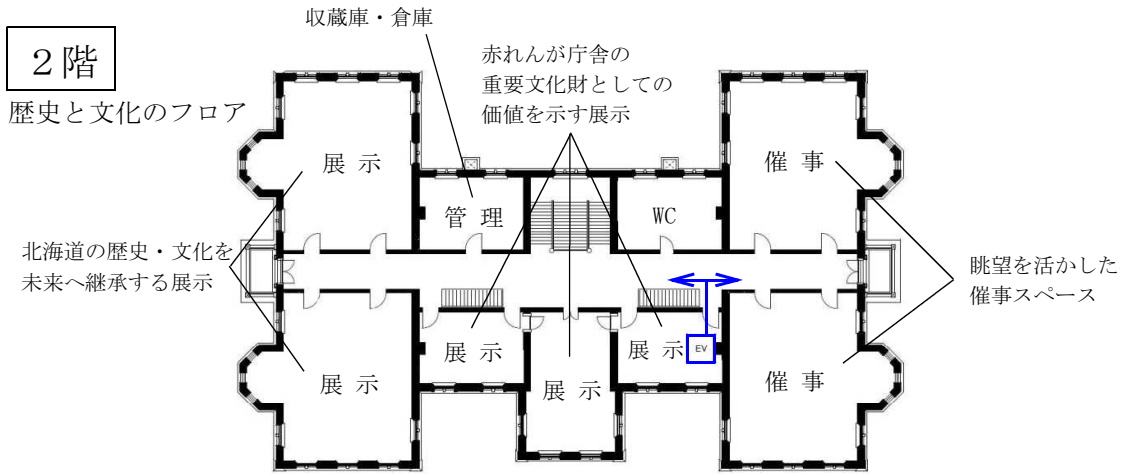 収蔵庫・倉庫
２階
歴史と文化のフロア
赤れんが庁舎の
重要文化財としての
価値を示す展示
展 示
催 事
管 理
WC
北海道の歴史・文化を
未来へ継承する展示
眺望を活かした
催事スペース
展 示
展 示
展 示
展 示
EV
催 事